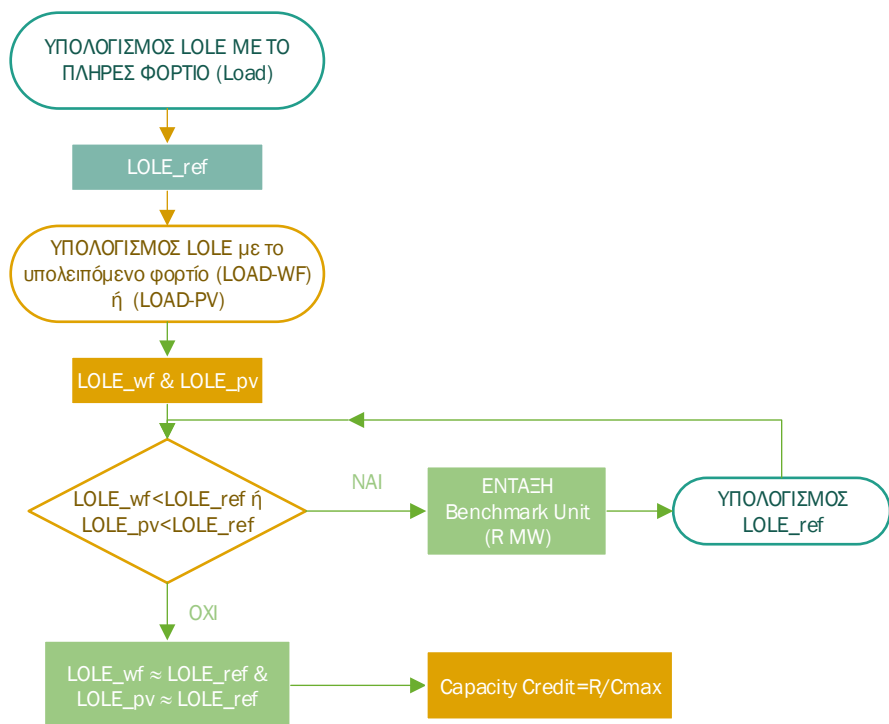 ΥΠΟΛΟΓΙΣΜΟΣ LOLE ΜΕ ΤΟ
ΠΛΗΡΕΣ ΦΟΡΤΙΟ (Load)
LOLE_ref
ΥΠΟΛΟΓΙΣΜΟΣ LOLE με το
υπολειπόμενο φορτίο (LOAD-WF)
ή (LOAD-PV)
LOLE_wf & LOLE_pv
LOLE_wf<LOLE_ref ή
LOLE_pv<LOLE_ref
ΝΑΙ
ΕΝΤΑΞΗ
Benchmark Unit
(R MW)
ΥΠΟΛΟΓΙΣΜΟΣ
LOLE_ref
ΟΧΙ
LOLE_wf ≈ LOLE_ref &
LOLE_pv ≈ LOLE_ref
Capacity Credit=R/Cmax